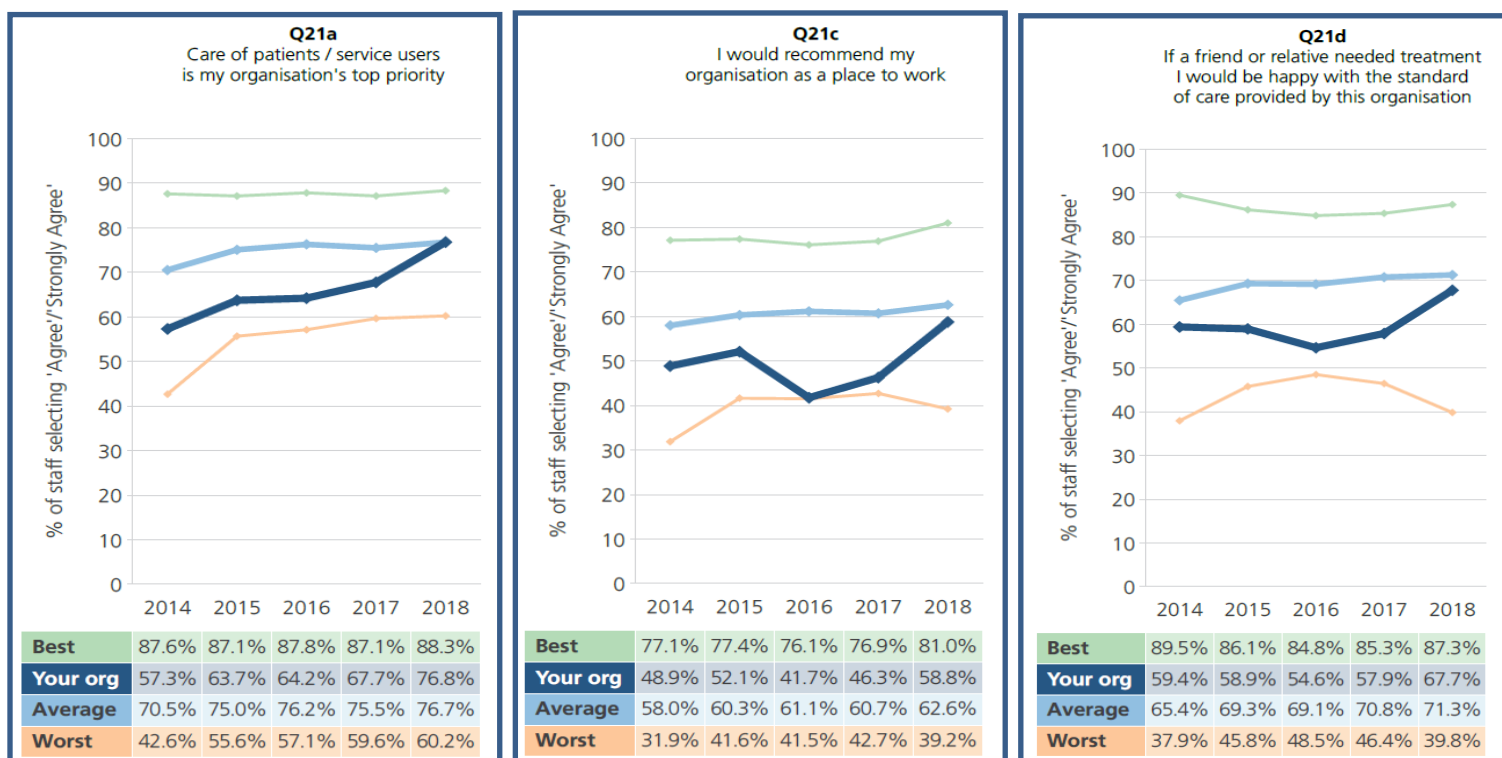 Q21a
Care of patients / service users
is my organisation's top priority
% of staff selecting 'Agree'/'Strongly Agree'
100
90
80
70
60
50
40
30
20
10
0
2014 2015 2016 2017 2018
Best 87.6% 87.1% 87.8% 87.1% 88.3%
Your org 57.3% 63.7% 64.2% 67.7% 76.8%
Average 70.5% 75.0% 76.2% 75.5% 76.7%
Worst 42.6% 55.6% 57.1% 59.6% 60.2%
Q21c
I would recommend my
organisation as a place to work
% of staff selecting 'Agree'/'Strongly Agree'
100
90
80
70
60
50
40
30
20
10
0
2014 2015 2016 2017 2018
Best 77.1% 77.4% 76.1% 76.9% 81.0%
Your org 48.9% 52.1% 41.7% 46.3% 58.8%
Average 58.0% 60.3% 61.1% 60.7% 62.6%
Worst 31.9% 41.6% 41.5% 42.7% 39.2%
Q21d
If a friend or relative needed treatment
I would be happy with the standard
of care provided by this organisation
% of staff selecting 'Agree'/'Strongly Agree'
100
90
80
70
60
50
40
30
20
10
0
2014 2015 2016 2017 2018
Best 89.5% 86.1% 84.8% 85.3% 87.3%
Your org 59.4% 58.9% 54.6% 57.9% 67.7%
Average 65.4% 69.3% 69.1% 70.8% 71.3%
Worst 37.9% 45.8% 48.5% 46.4% 39.8%